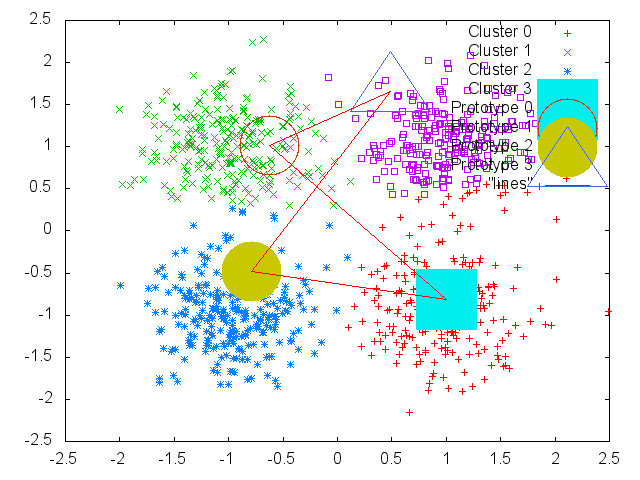 2.5
2
1.5
1
0.5
0
-0.5
-1
-1.5
-2
-2.5
-2.5
-2
-1.5
-1
-0.5
0
0.5
1
1.5
2
2.5
Cluster 0
Cluster 1
Cluster 2
Cluster 3
Prototype 0
Prototype
Prototype 2
Prototype 3
"lines"